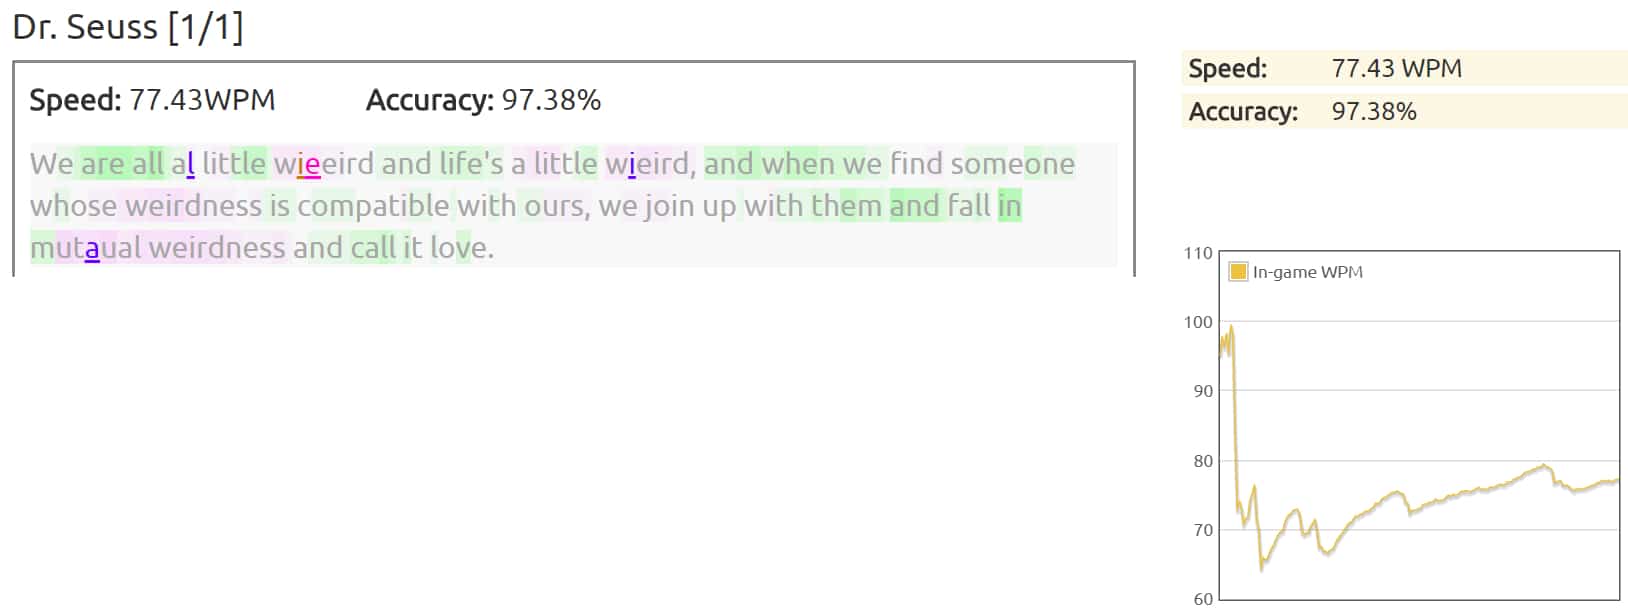 Dr. Seuss [1/1]
Speed: 77.43WPM Accuracy: 97.38%
We are all al little wieeird and life's a little wieird, and when we find someone
whose weirdness is compatible with ours, we join up with them and fall in
mutaual weirdness and call it love.
Speed: 77.43 WPM
Accuracy: 97.38%
110
In-game WPM
100
90
80
70
60